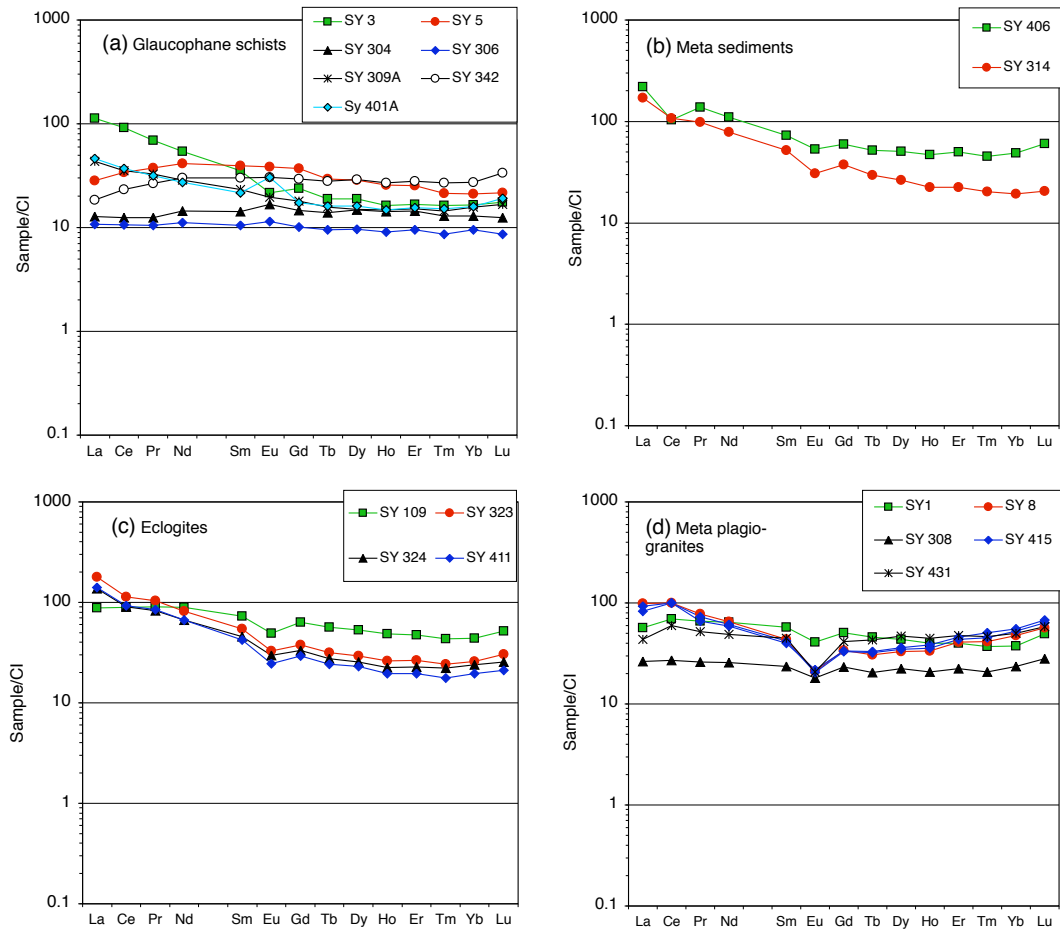 (a) Glaucophane schists
SY 3
SY 5
SY 304
SY 306
SY 309A
SY 342
Sy 401A
1000
100
10
1
0.1
Sample/CI
La Ce Pr Nd Sm Eu Gd Tb Dy Ho Er Tm Yb Lu
(b) Meta sediments
SY 406
SY 314
1000
100
10
1
0.1
Sample/CI
La Ce Pr Nd Sm Eu Gd Tb Dy Ho Er Tm Yb Lu
(c) Eclogites
SY 109
SY 323
SY 324
SY 411
1000
100
10
1
0.1
Sample/CI
La Ce Pr Nd Sm Eu Gd Tb Dy Ho Er Tm Yb Lu
(d) Meta plagio-
granites
SY1
SY 8
SY 308
SY 415
SY 431
1000
100
10
1
0.1
Sample/CI
La Ce Pr Nd Sm Eu Gd Tb Dy Ho Er Tm Yb Lu